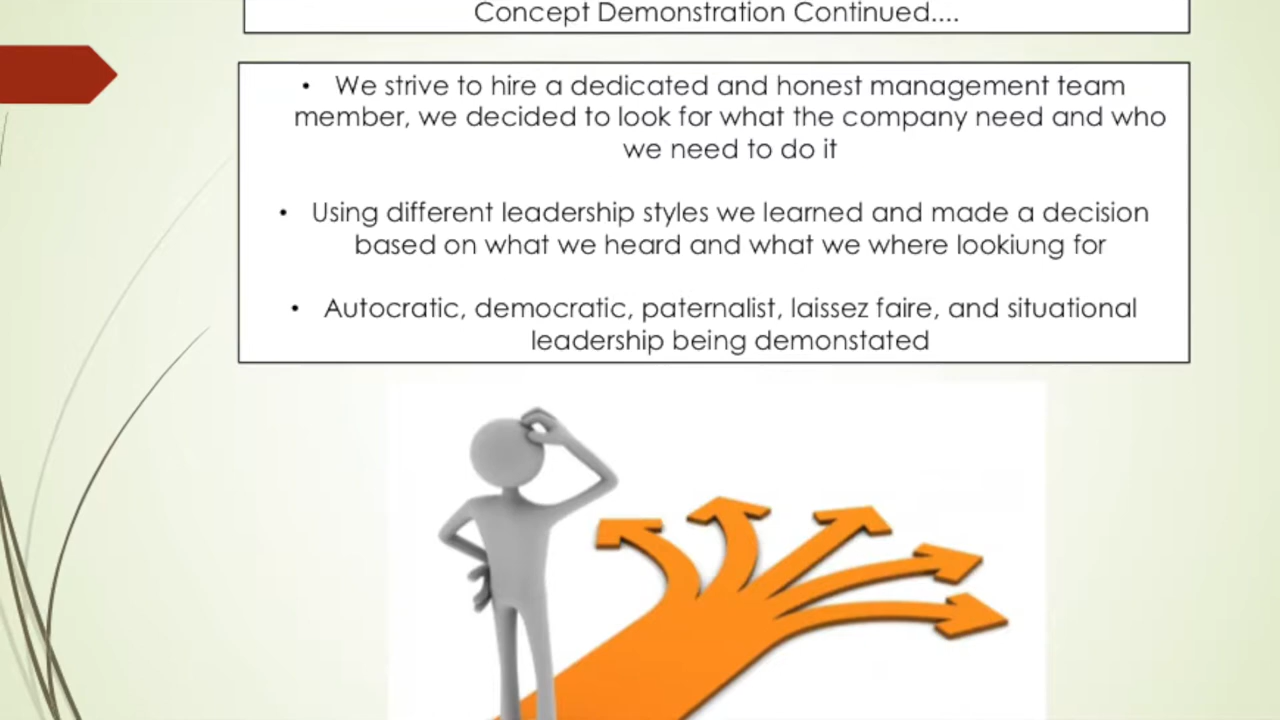 Concept Demonstration Continued....
• We strive to hire a dedicated and honest management team
member, we decided to look for what the company need and who
we need to do it
• Using different leadership styles we learned and made a decision
based on what we heard and what we where lookiung for
• Autocratic, democratic, paternalist, laissez faire, and situational
leadership being demonstated